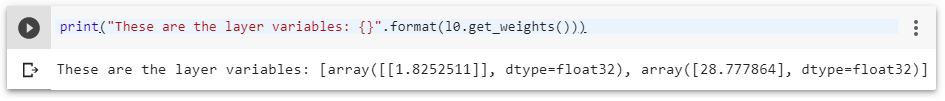 print("These are the layer variables: {}".format(l0.get_weights()))
These are the layer variables: [array([[1.8252511]], dtype=float32), array([28.777864], dtype=float32)]